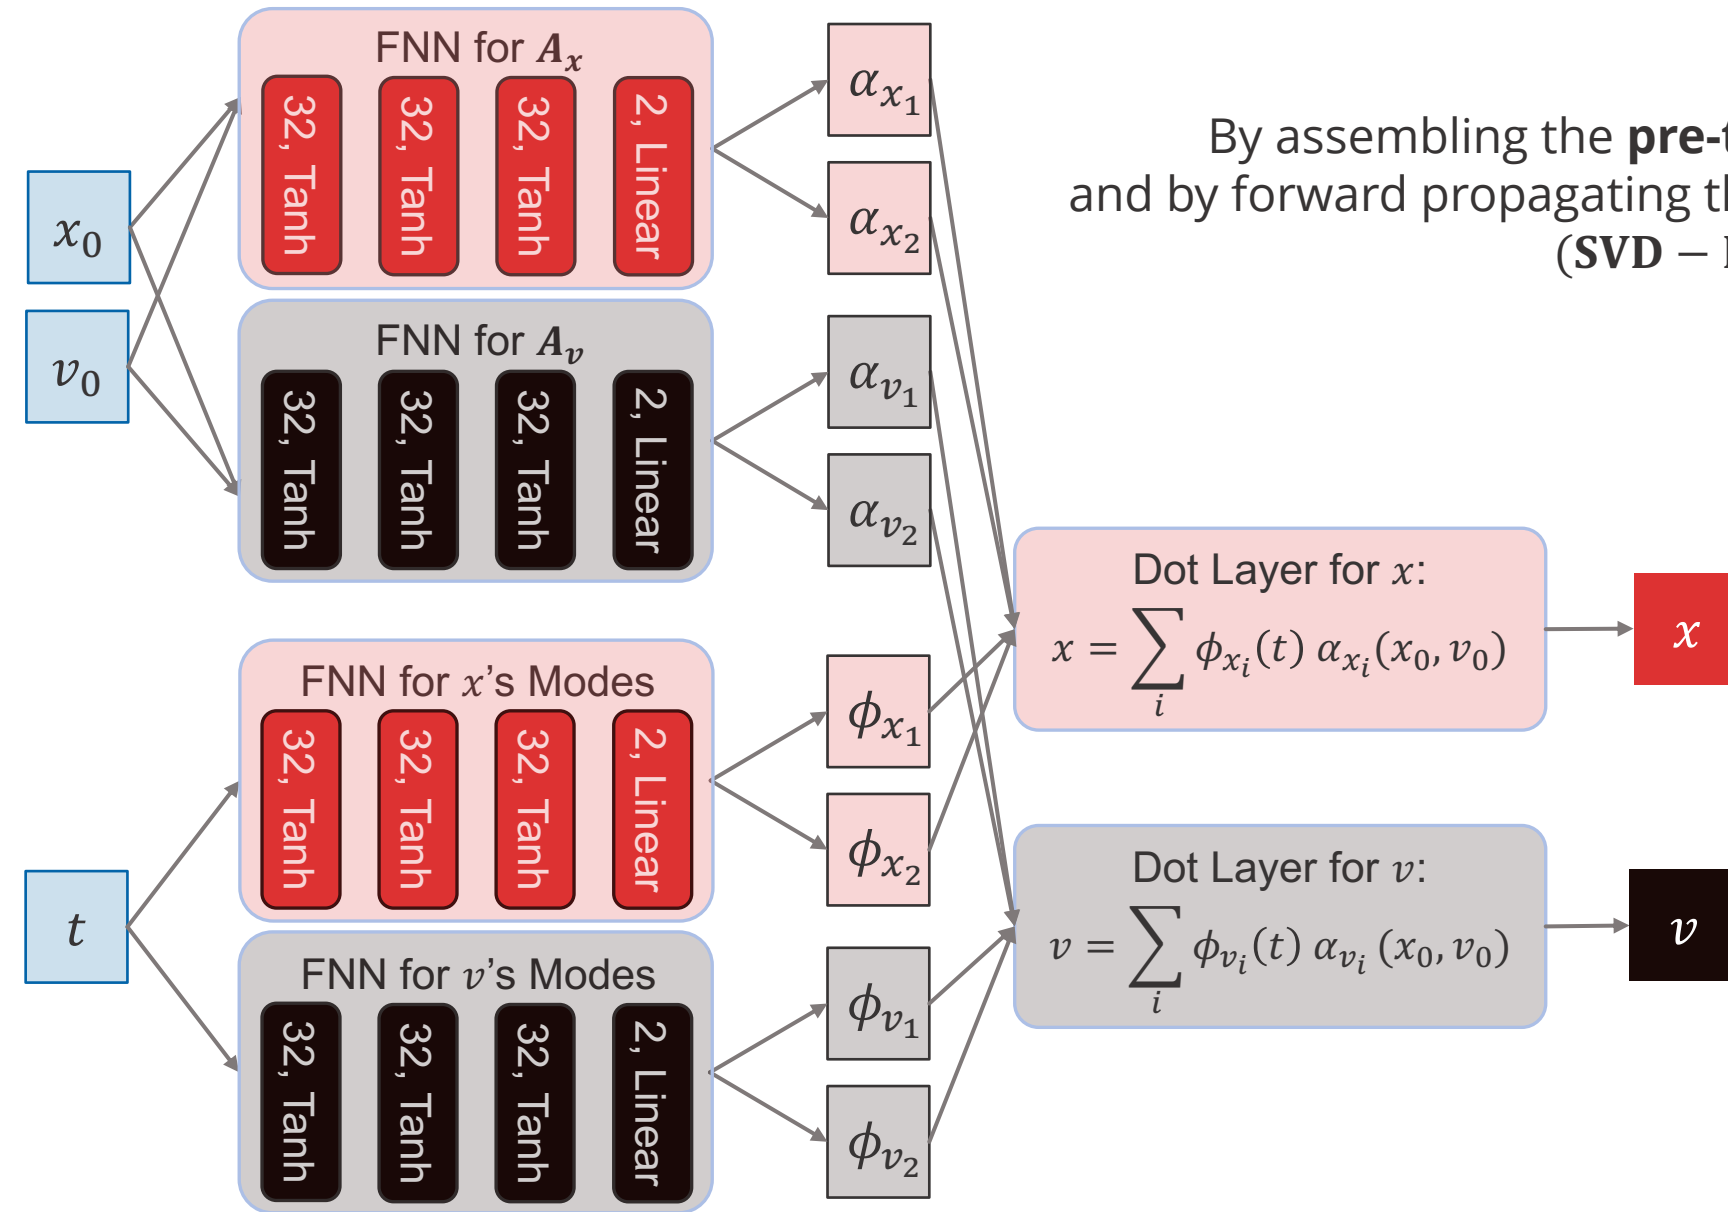 FNN for A_x
32, Tanh
32, Tanh
32, Tanh
2, Linear
α_{x_1}
α_{x_2}
By assembling the pre-t
and by forward propagating t
(SVD –
x_0
v_0
FNN for A_v
32, Tanh
32, Tanh
32, Tanh
2, Linear
α_{v_1}
α_{v_2}
FNN for x's Modes
32, Tanh
32, Tanh
32, Tanh
2, Linear
ϕ_{x_1}
ϕ_{x_2}
t
FNN for v's Modes
32, Tanh
32, Tanh
32, Tanh
2, Linear
ϕ_{v_1}
ϕ_{v_2}
Dot Layer for x:
x = ∑_i ϕ_{x_i}(t) α_{x_i}(x_0, v_0)
x
Dot Layer for v:
v = ∑_i ϕ_{v_i}(t) α_{v_i} (x_0, v_0)
v